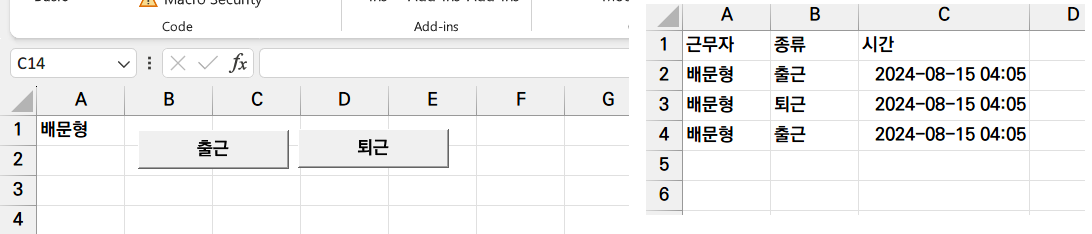 Macro Security
Code
Add-ins
C14
fx
A B C D E F G
1 배문형
출근 퇴근
2
3
4
A B C D
1 근무자 종류 시간
2 배문형 출근 2024-08-15 04:05
3 배문형 퇴근 2024-08-15 04:05
4 배문형 출근 2024-08-15 04:05
5
6